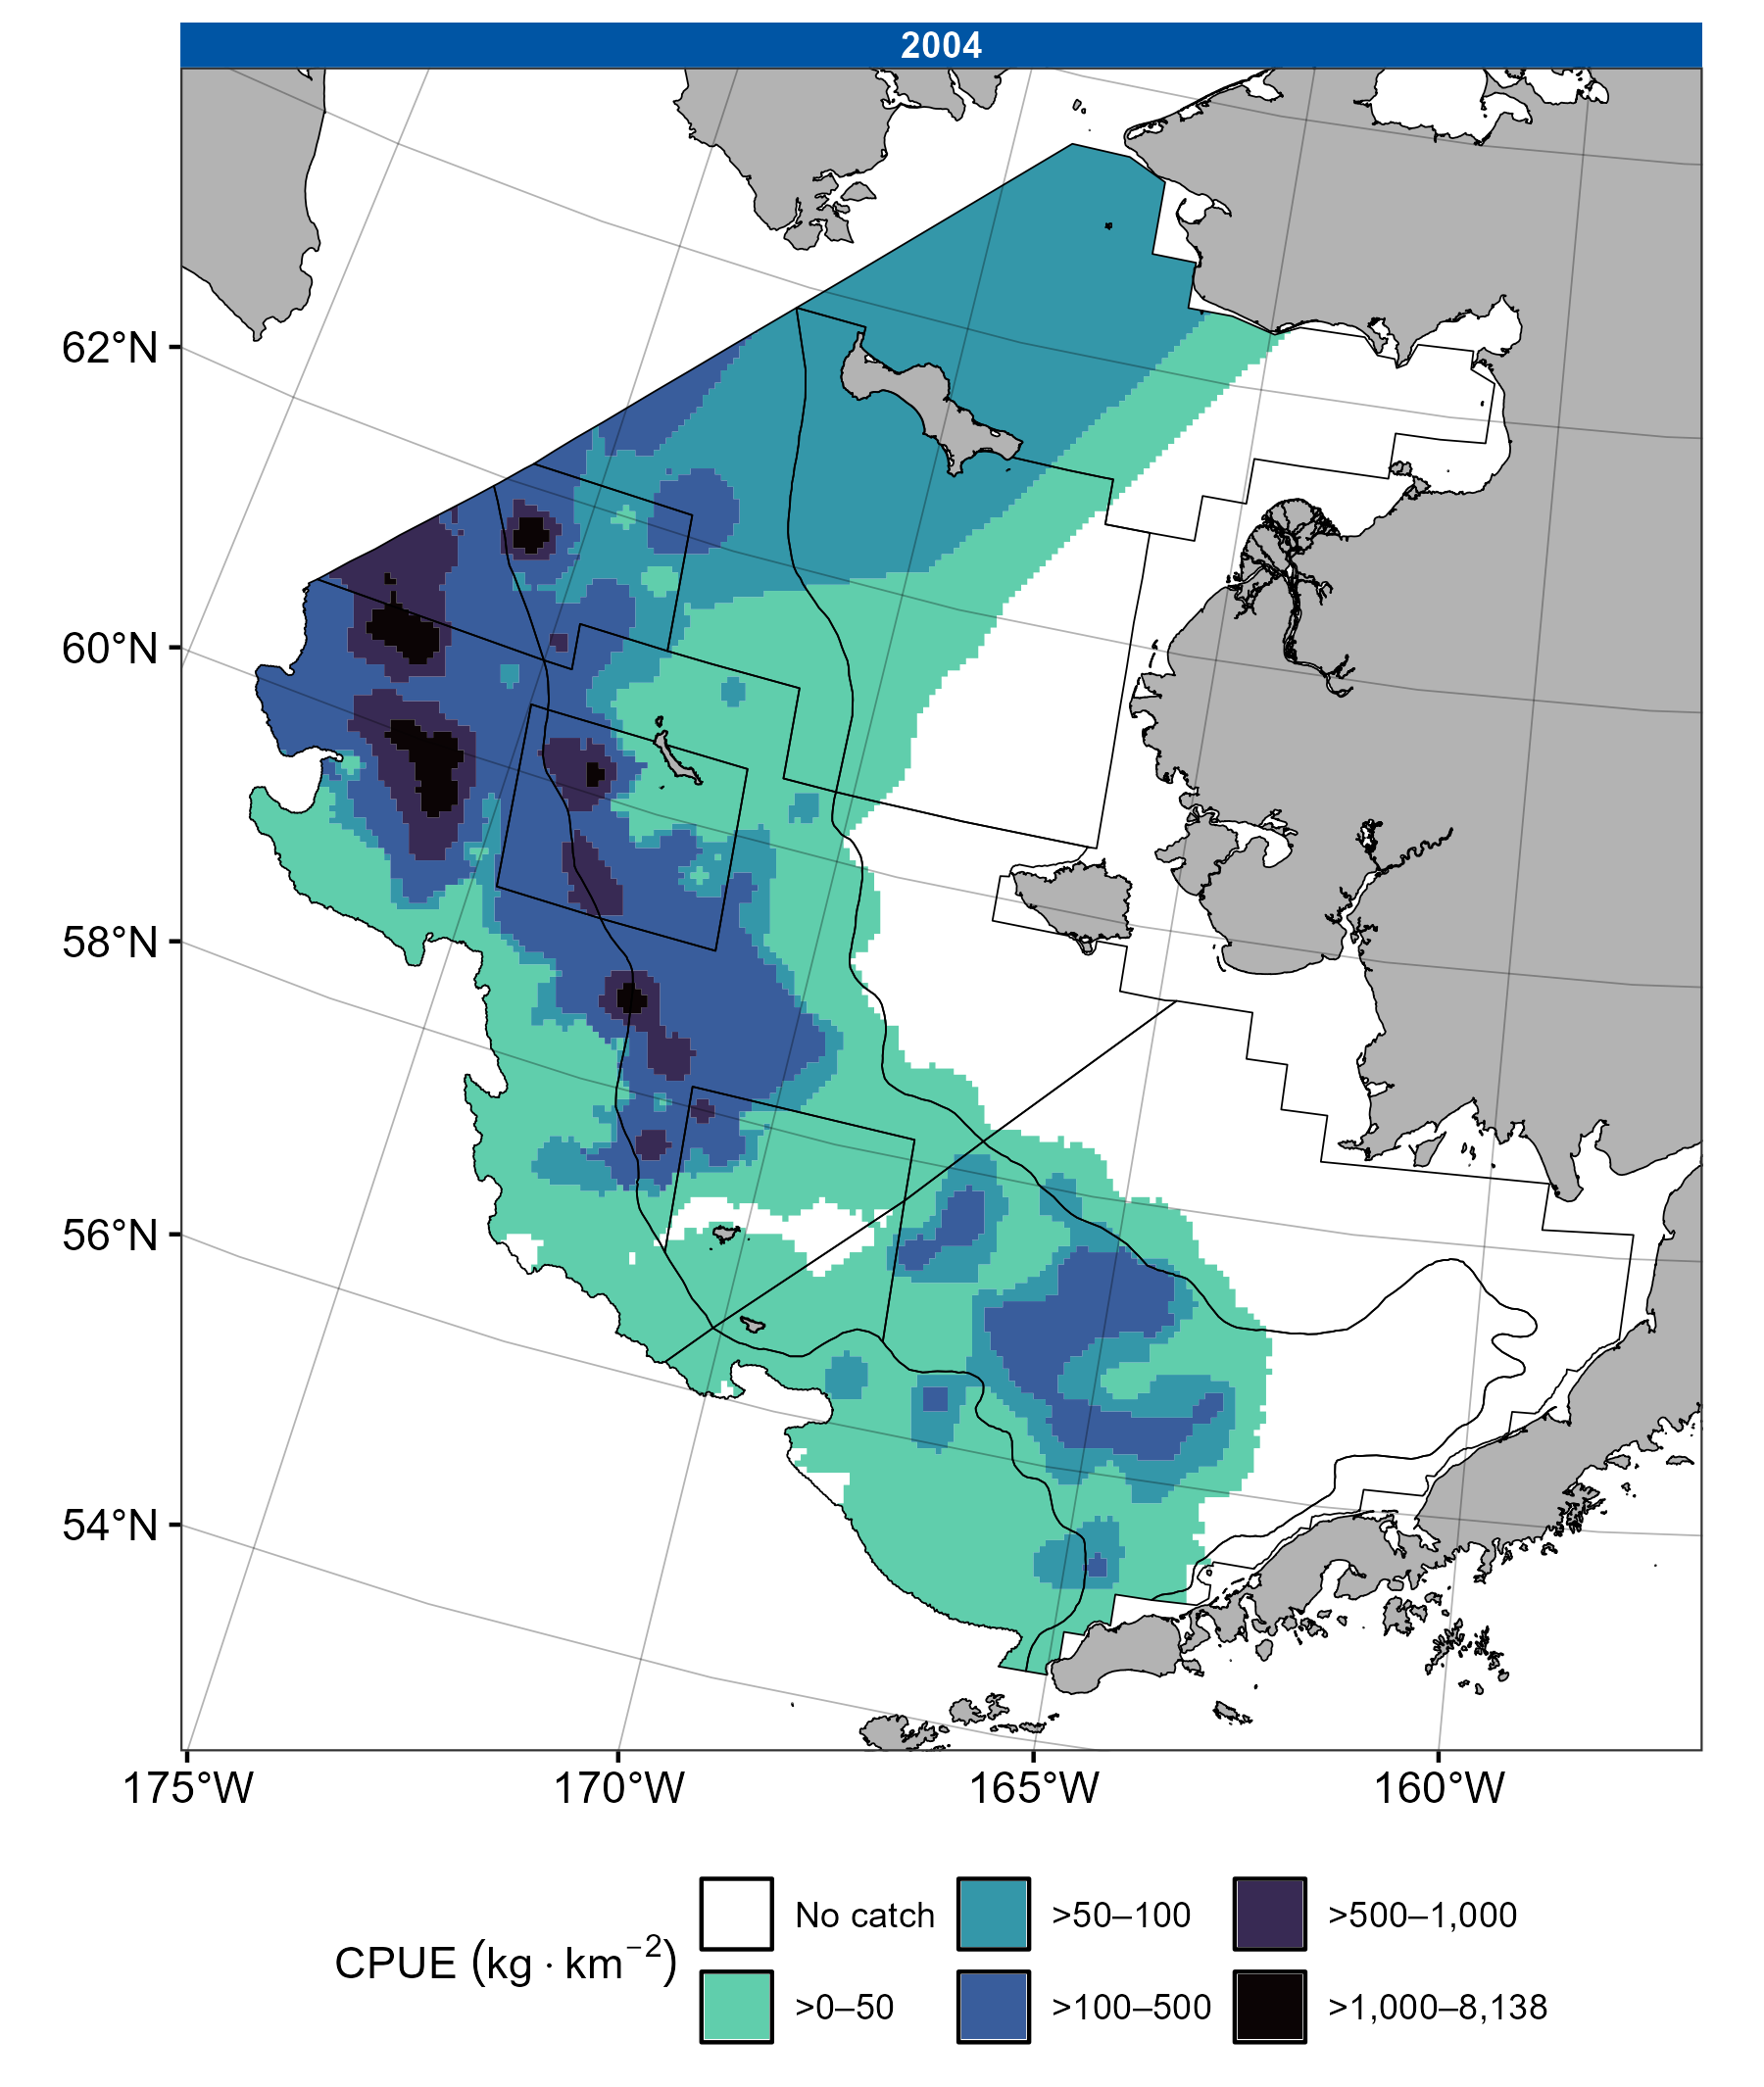 2004
62°N
60°N
58°N
56°N
54°N
175°W 170°W 165°W 160°W
CPUE (kg · km⁻²)
No catch >50–100 >500–1,000
>0–50 >100–500 >1,000–8,138